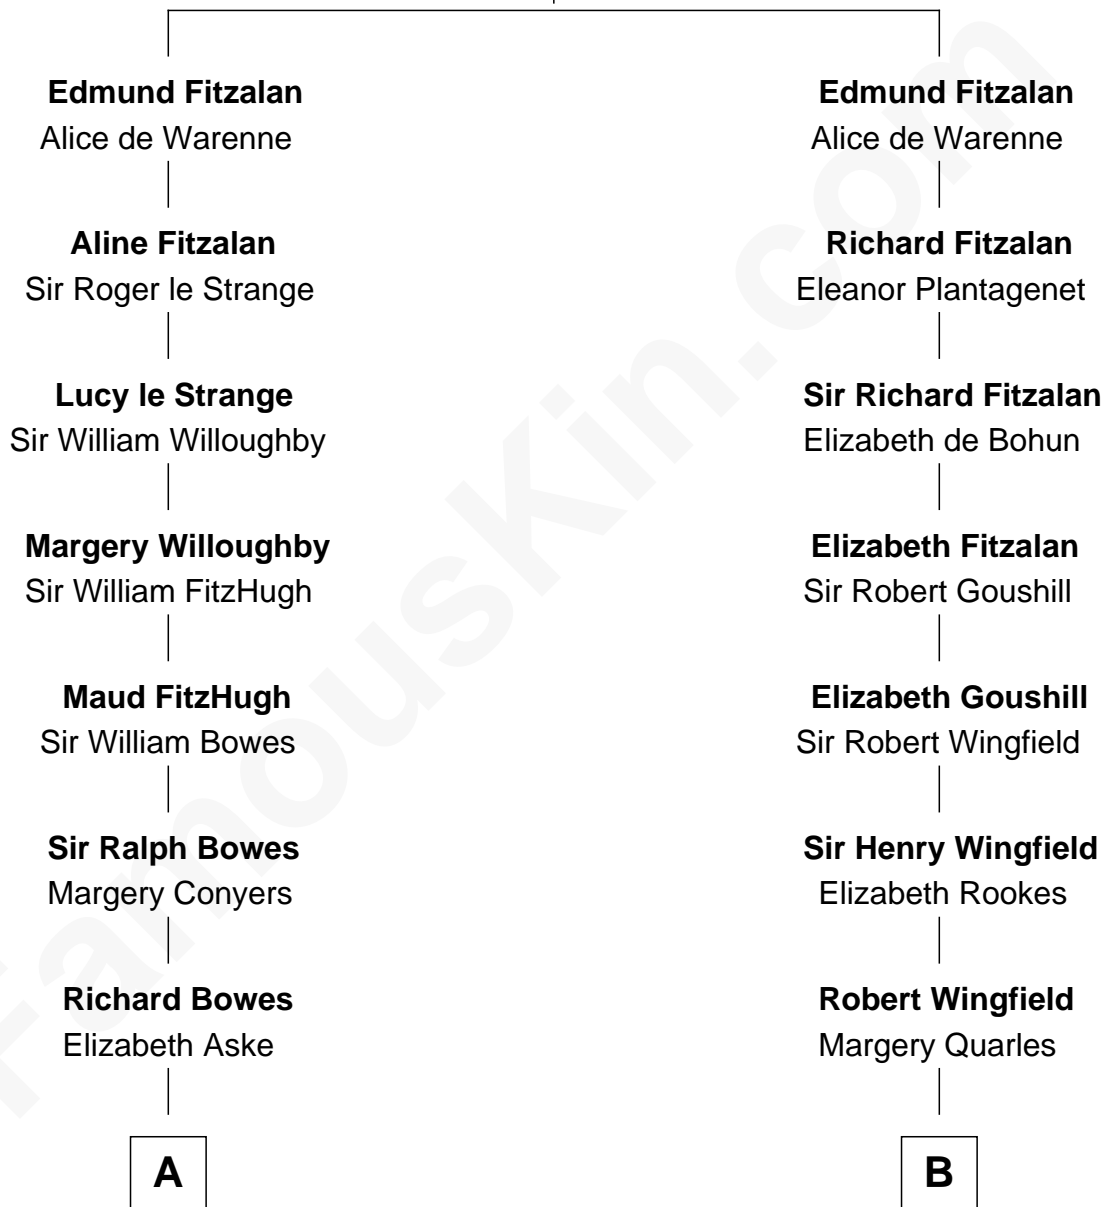 Edmund Fitzalan
Alice de Warenne
Aline Fitzalan
Sir Roger le Strange
Lucy le Strange
Sir William Willoughby
Margery Willoughby
Sir William FitzHugh
Maud FitzHugh
Sir William Bowes
Sir Ralph Bowes
Margery Conyers
Richard Bowes
Elizabeth Aske
A
Edmund Fitzalan
Alice de Warenne
Richard Fitzalan
Eleanor Plantagenet
Sir Richard Fitzalan
Elizabeth de Bohun
Elizabeth Fitzalan
Sir Robert Goushill
Elizabeth Goushill
Sir Robert Wingfield
Sir Henry Wingfield
Elizabeth Rookes
Robert Wingfield
Margery Quarles
B
FamousKin.com